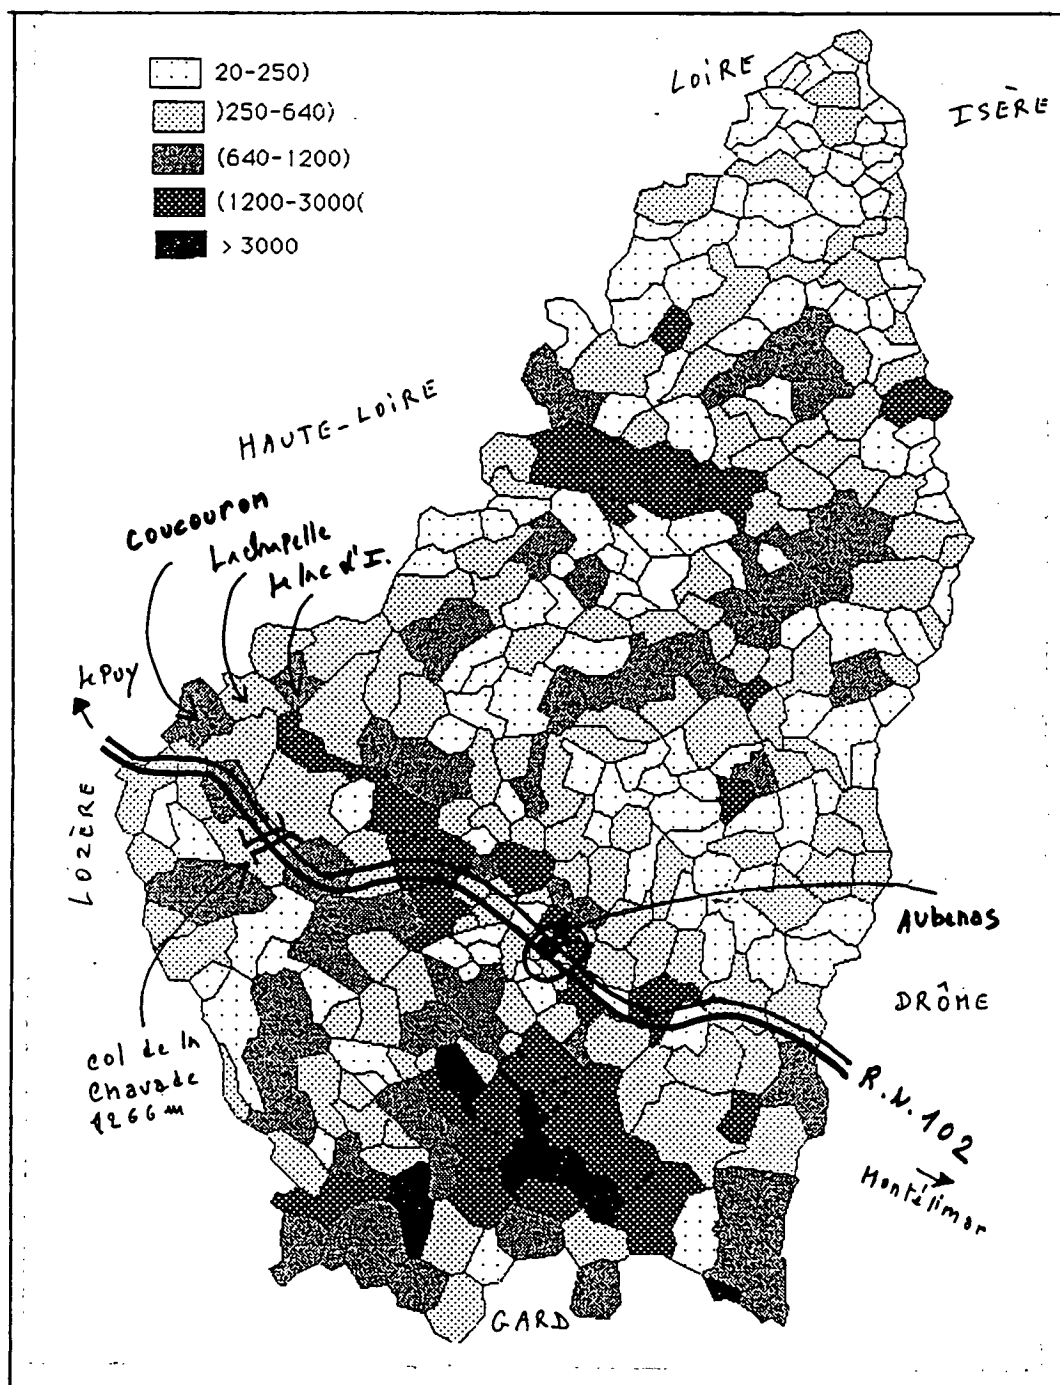 20-250)
)250-640)
(640-1200)
(1200-3000(
> 3000
LOIRE
ISÈRE
HAUTE-LOIRE
Coucouron
Lachapelle
le lac d'I.
le Puy
LOZÈRE
Aubenas
DRÔME
col de la
Chavade
1266 m
R.N. 102
Montélimar
GARD